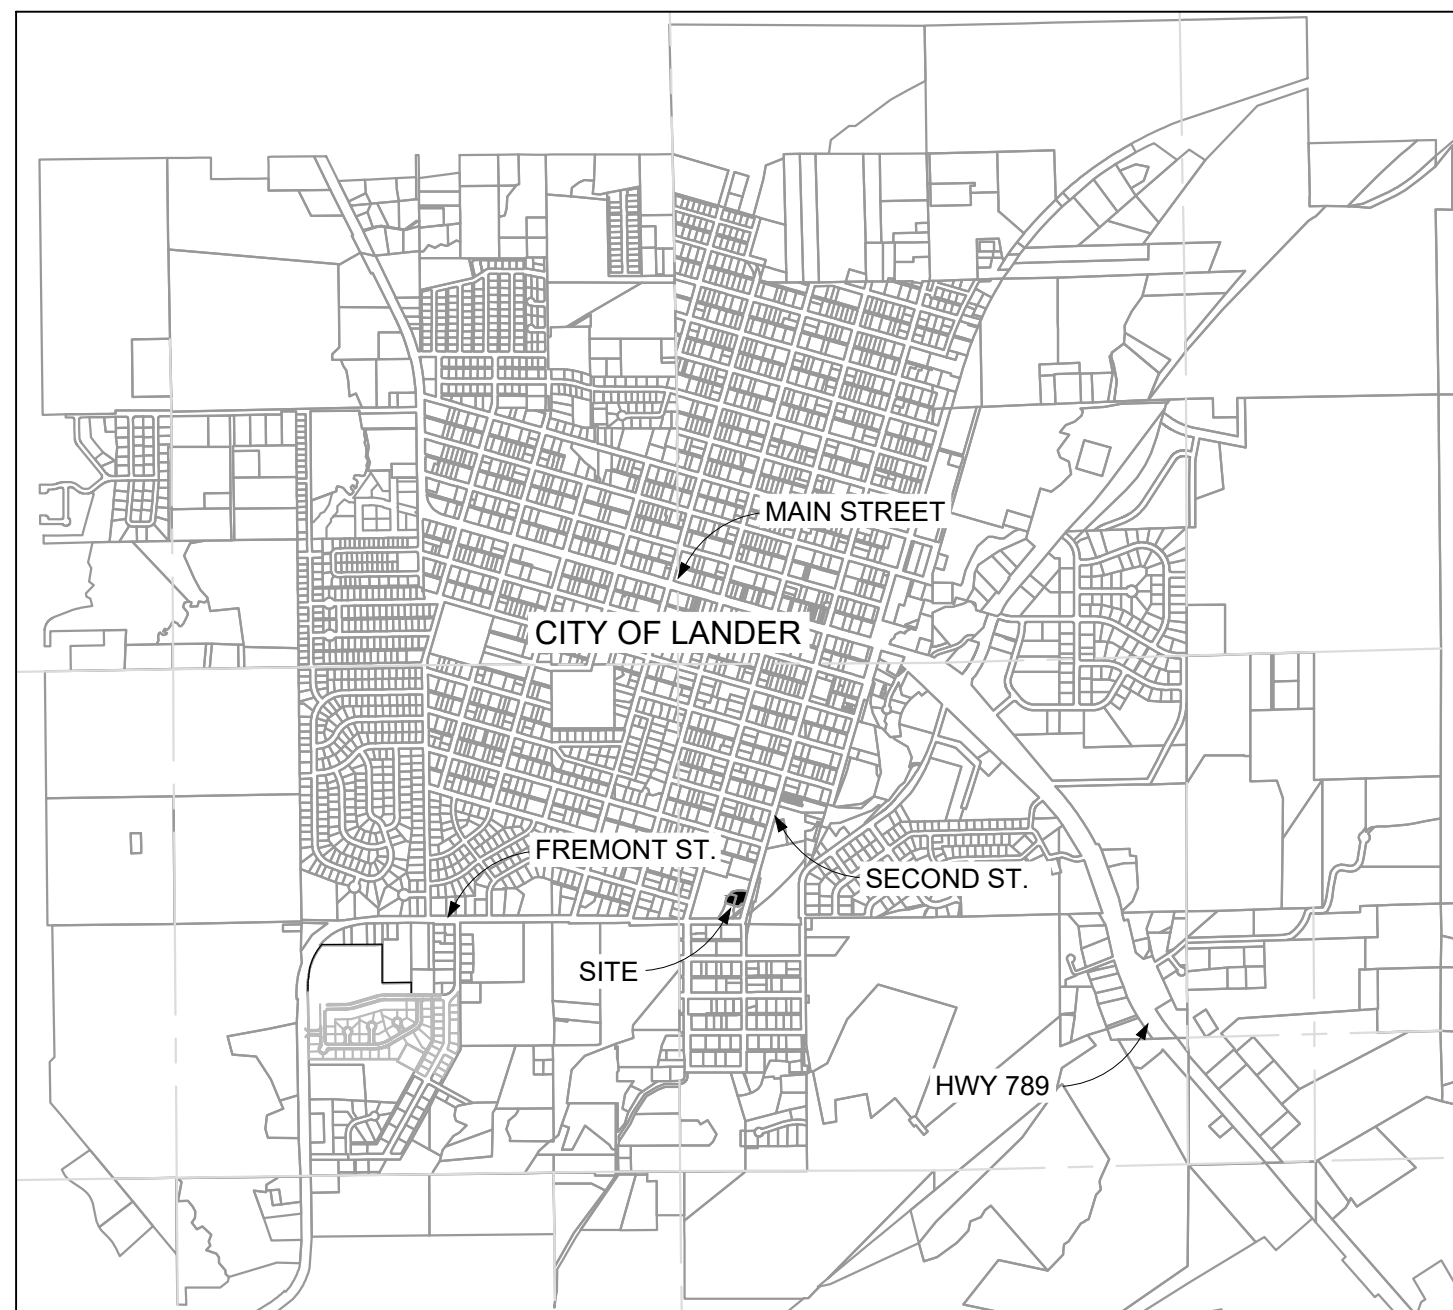 MAIN STREET
CITY OF LANDER
FREMONT ST.
SECOND ST.
SITE
HWY 789